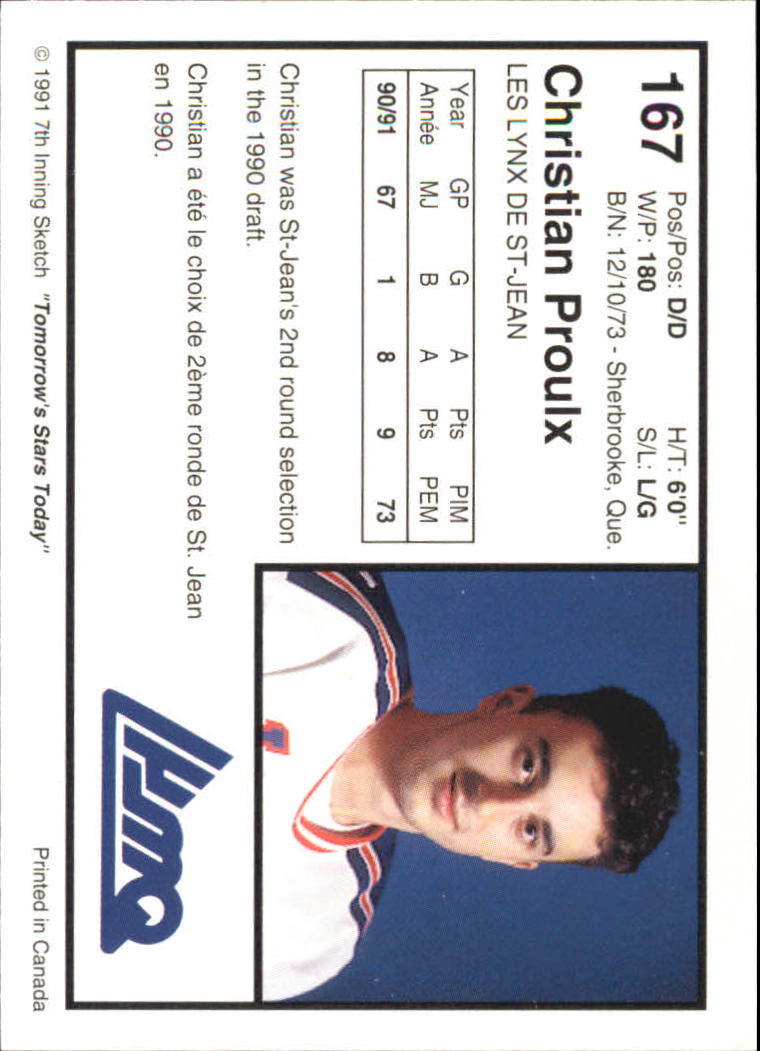 167
Pos/Pos: D/D H/T: 6'0"
W/P: 180 S/L: L/G
B/N: 12/10/73 - Sherbrooke, Que.
Christian Proulx
LES LYNX DE ST-JEAN
Year GP G A Pts PIM
Année MJ B A Pts PEM
90/91 67 1 8 9 73
Christian was St-Jean's 2nd round selection
in the 1990 draft.
Christian a été le choix de 2ème ronde de St. Jean
en 1990.
LHJMQ
© 1991 7th Inning Sketch "Tomorrow's Stars Today" Printed in Canada